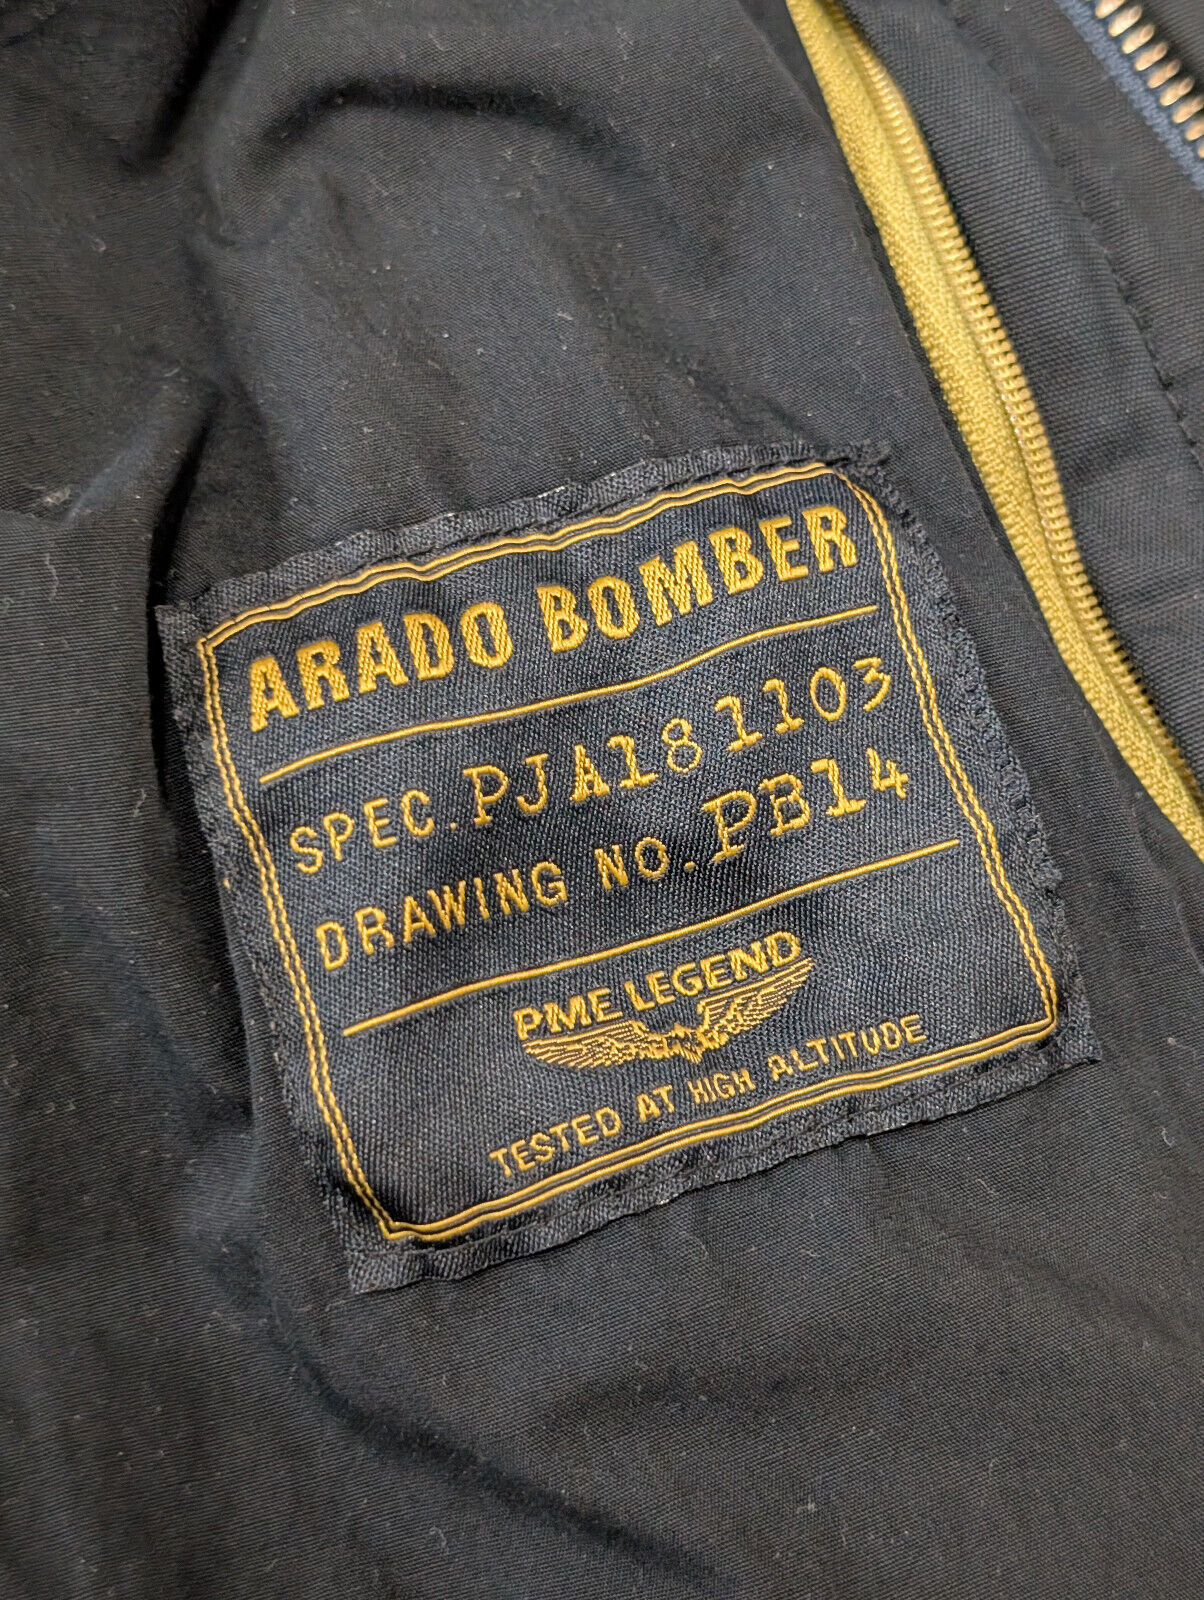 ARADO BOMBER
SPEC. PJA181103
DRAWING NO. PB14
PME LEGEND
TESTED AT HIGH ALTITUDE